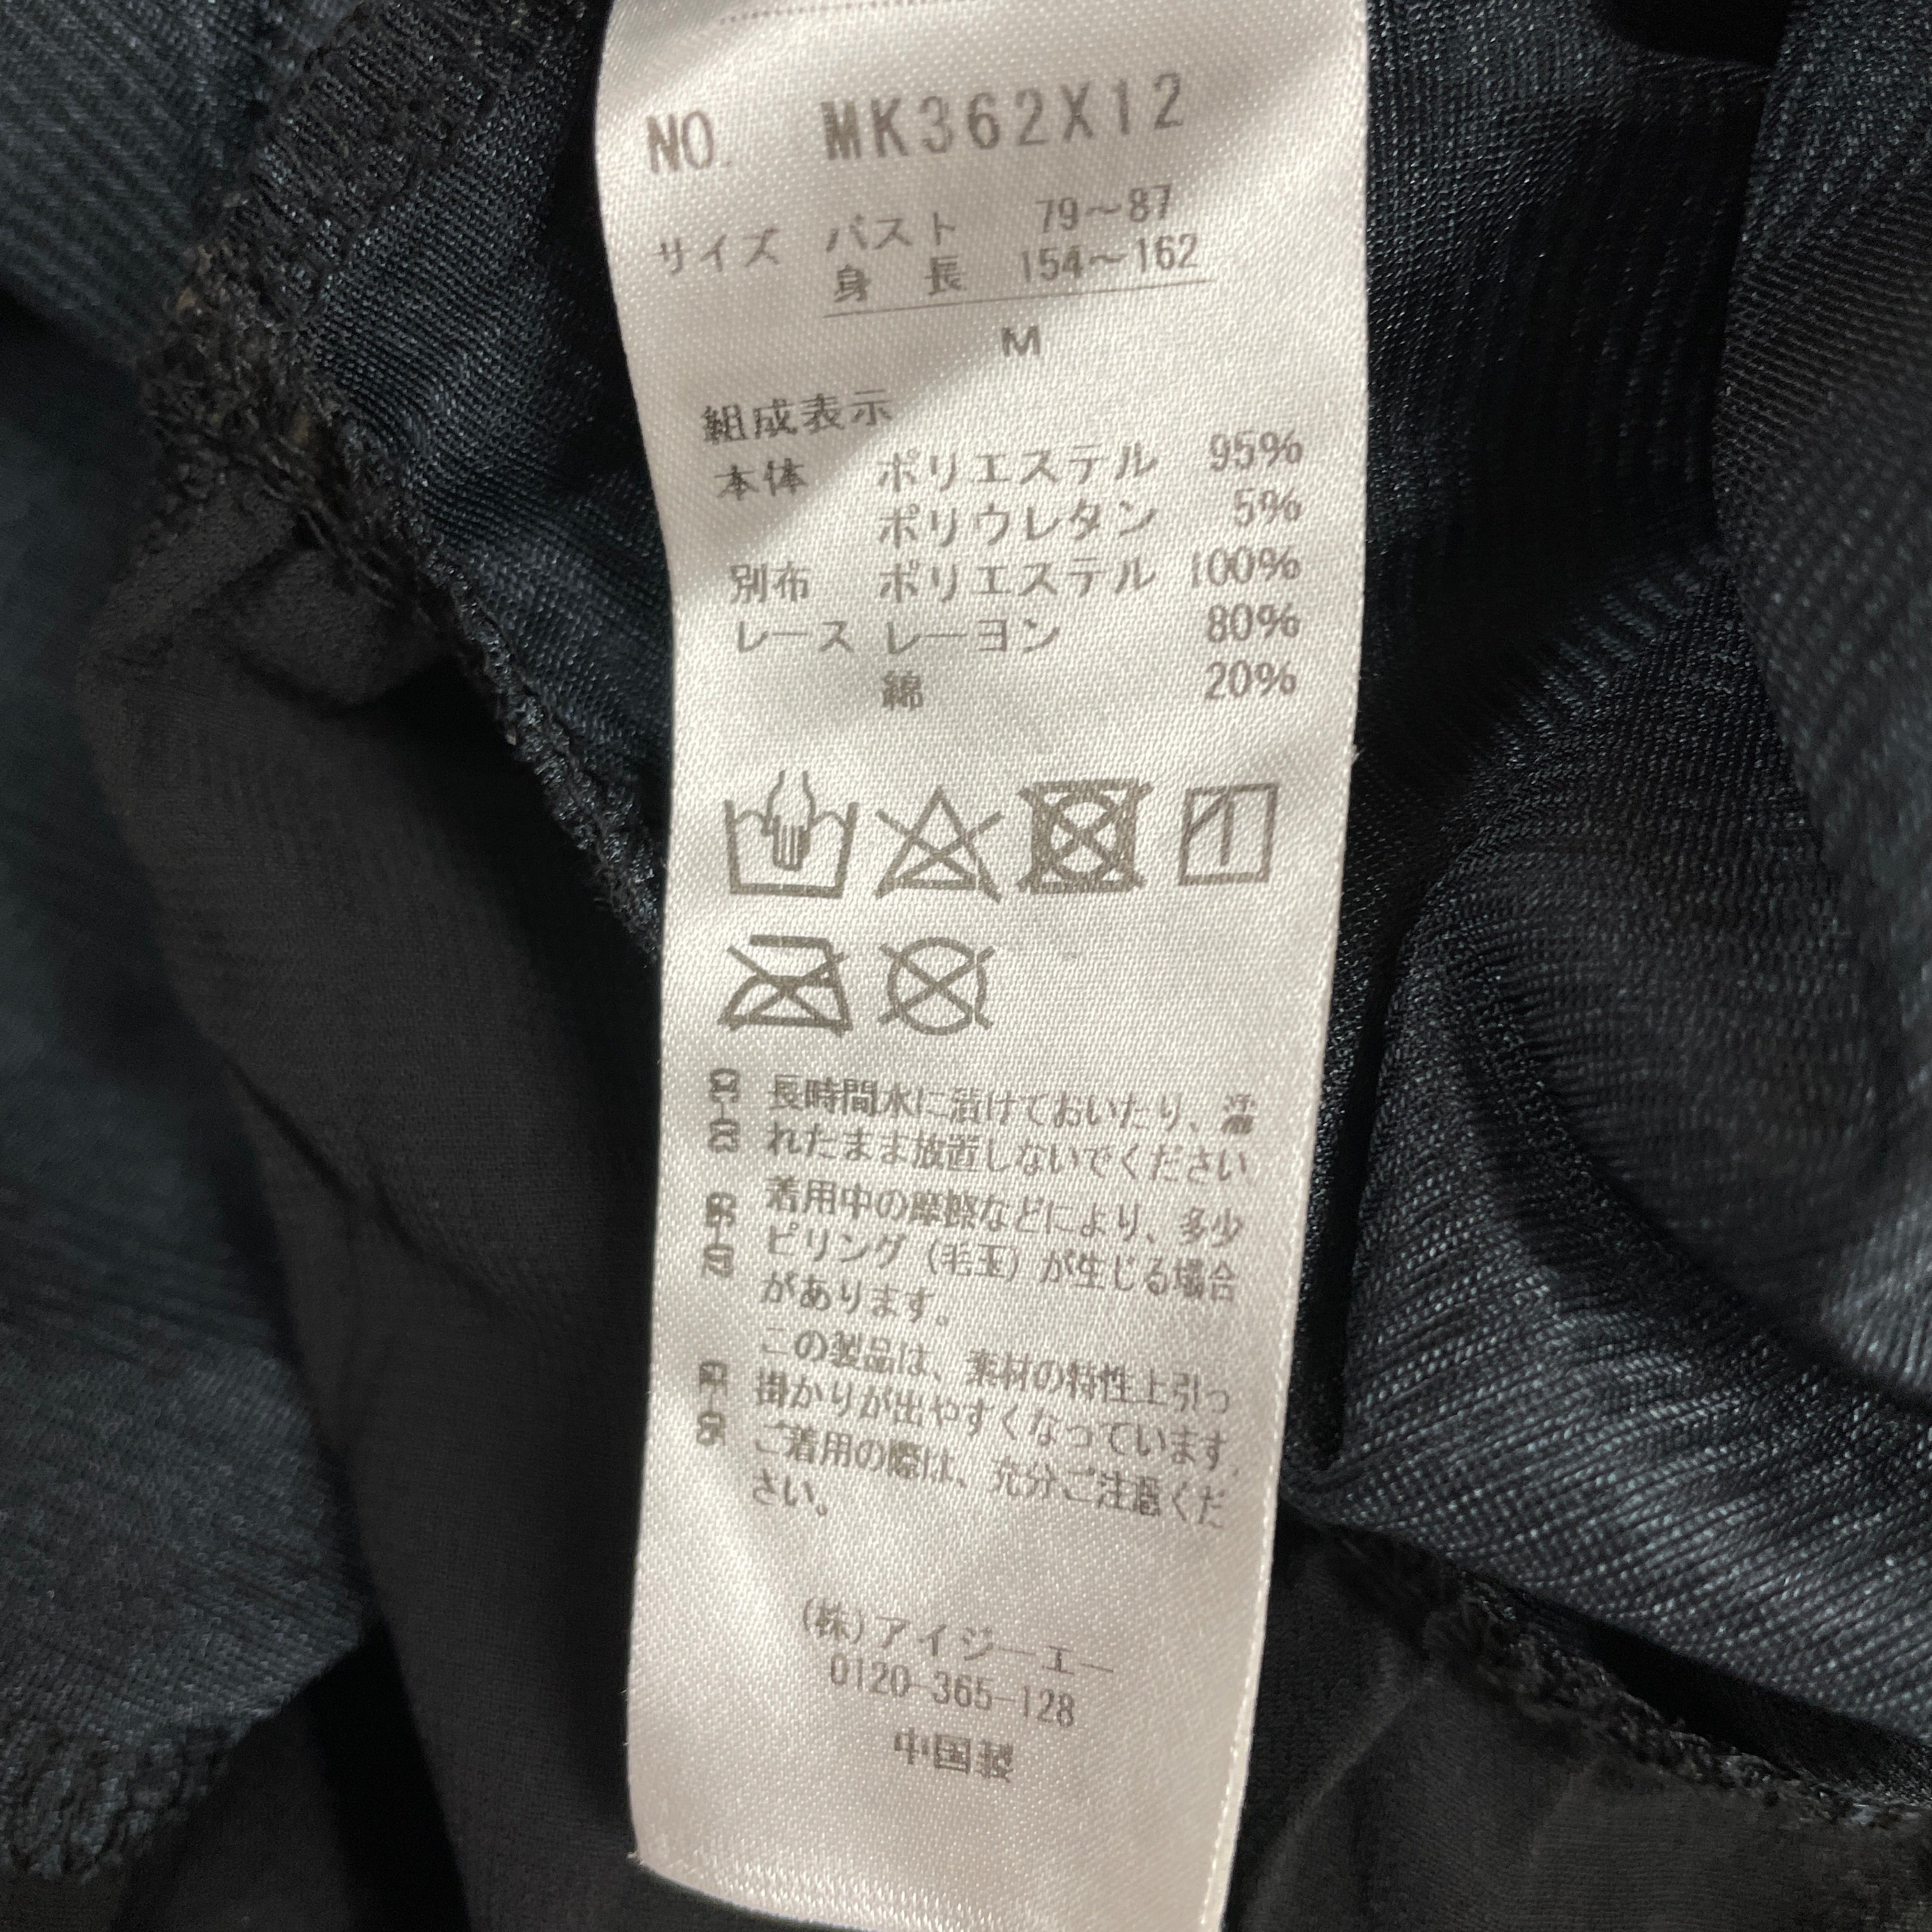 NO. MK362X12
サイズ バスト 79〜87
身長 154〜162
M
組成表示
本体 ポリエステル 95%
ポリウレタン 5%
別布 ポリエステル 100%
レース レーヨン 80%
綿 20%
長時間水に漬けておいたり、濡
れたまま放置しないでください
着用中の摩擦などにより、多少
ピリング(毛玉)が生じる場合
があります。
この製品は、素材の特性上引っ
掛かりが出やすくなっています.
ご着用の際は、充分ご注意くだ
さい。
(株)アイジーエー
0120-365-128
中国製